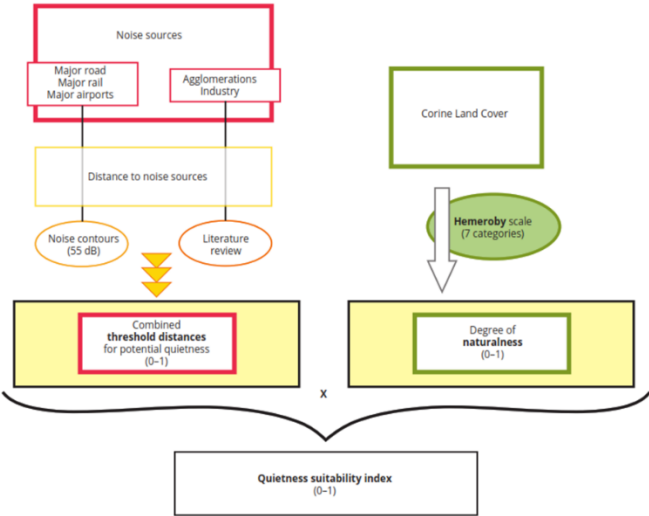 Noise sources
Major road
Major rail
Major airports
Agglomerations
Industry
Corine Land Cover
Distance to noise sources
Hemeroby scale
(7 categories)
Noise contours
(55 dB)
Literature
review
Combined
threshold distances
for potential quietness
(0–1)
Degree of
naturalness
(0–1)
x
Quietness suitability index
(0–1)